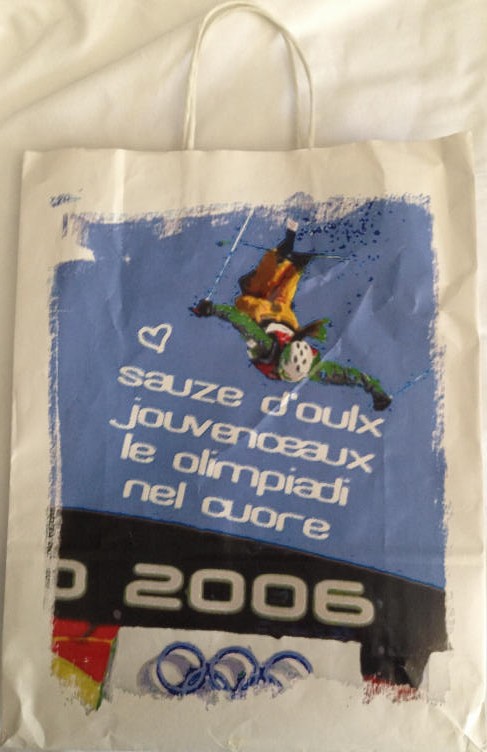 sauze d'oulx
jouvenceaux
le olimpiadi
nel cuore
o 2006